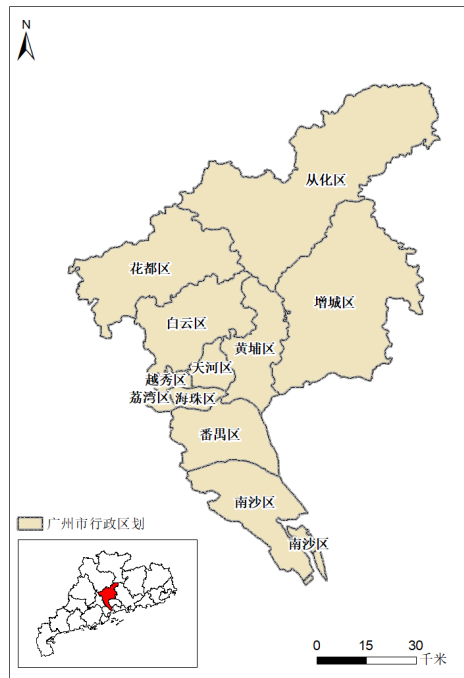 N
从化区
花都区
增城区
白云区
黄埔区
天河区
越秀区
荔湾区
海珠区
番禺区
南沙区
南沙区
广州市行政区划
0 15 30
千米